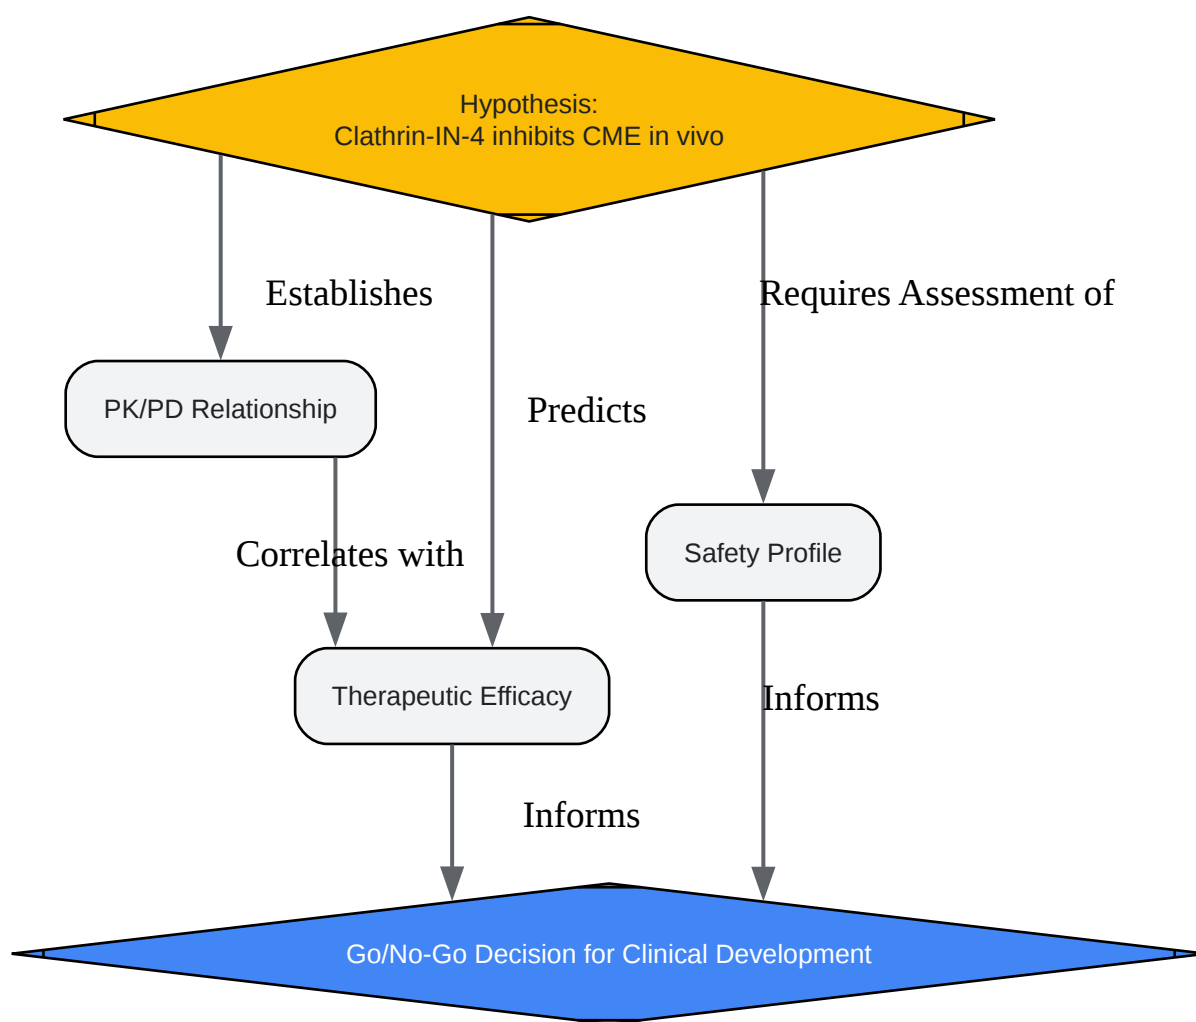 Hypothesis:
Clathrin-IN-4 inhibits CME in vivo
Establishes
Requires Assessment of
PK/PD Relationship
Predicts
Correlates with
Safety Profile
Therapeutic Efficacy
Informs
Informs
Go/No-Go Decision for Clinical Development